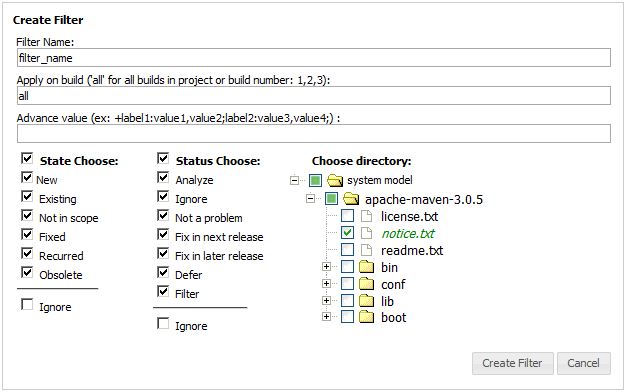 Create Filter
Filter Name:
filter_name
Apply on build ('all' for all builds in project or build number: 1,2,3):
all
Advance value (ex: +label1:value1,value2;label2:value3,value4;) :
State Choose:
New
Existing
Not in scope
Fixed
Recurred
Obsolete
Ignore
Status Choose:
Analyze
Ignore
Not a problem
Fix in next release
Fix in later release
Defer
Filter
Ignore
Choose directory:
system model
apache-maven-3.0.5
license.txt
notice.txt
readme.txt
bin
conf
lib
boot
Create Filter
Cancel